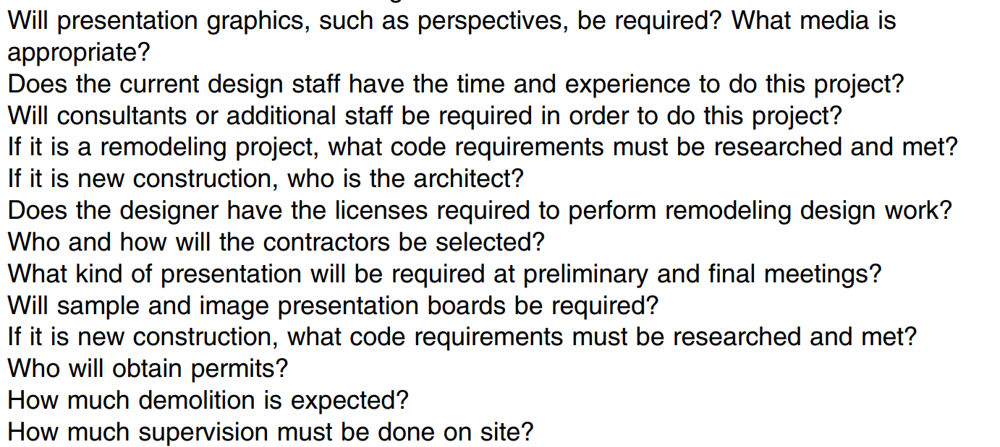 Will presentation graphics, such as perspectives, be required? What media is
appropriate?
Does the current design staff have the time and experience to do this project?
Will consultants or additional staff be required in order to do this project?
If it is a remodeling project, what code requirements must be researched and met?
If it is new construction, who is the architect?
Does the designer have the licenses required to perform remodeling design work?
Who and how will the contractors be selected?
What kind of presentation will be required at preliminary and final meetings?
Will sample and image presentation boards be required?
If it is new construction, what code requirements must be researched and met?
Who will obtain permits?
How much demolition is expected?
How much supervision must be done on site?